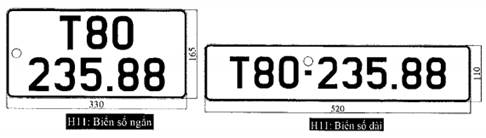 T80
235.88
165
330
H11: Biển số ngắn
T80-235.88
110
520
H11: Biển số dài